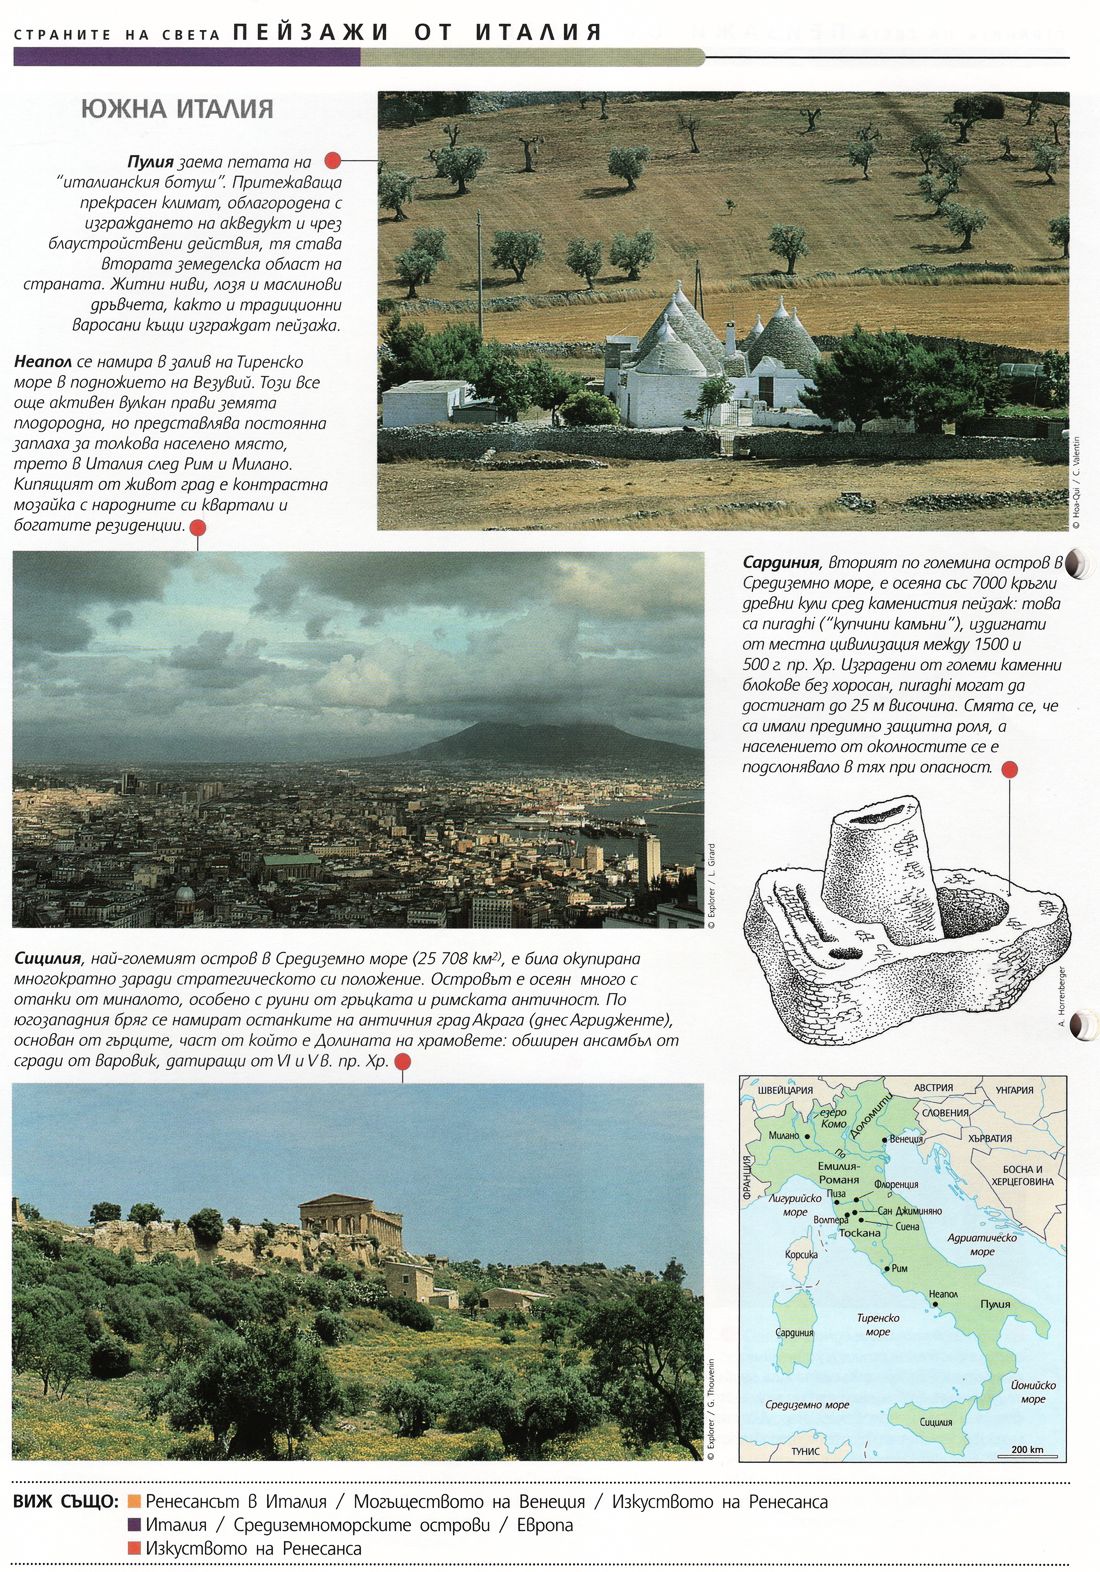 СТРАНИТЕ НА СВЕТА ПЕЙЗАЖИ ОТ ИТАЛИЯ
ЮЖНА ИТАЛИЯ
Пулия заема петата на
“италианския ботуш”. Притежаваща
прекрасен климат, облагородена с
изграждането на акведукт и чрез
блаустройствени действия, тя става
втората земеделска област на
страната. Житни ниви, лозя и маслинови
дръвчета, както и традиционни
варосани къщи изграждат пейзажа.
© Hoa-Qui / C. Valentin
Неапол се намира в залив на Тиренско
море в подножието на Везувий. Този все
още активен вулкан прави земята
плодородна, но представлява постоянна
заплаха за толкова населено място,
трето в Италия след Рим и Милано.
Кипящият от живот град е контрастна
мозайка с народните си квартали и
богатите резиденции.
© Explorer / L. Girard
Сардиния, вторият по големина остров в
Средиземно море, е осеяна със 7000 кръгли
древни кули сред каменистия пейзаж: това
са nuraghi (“купчини камъни”), издигнати
от местна цивилизация между 1500 и
500 г. пр. Хр. Изградени от големи каменни
блокове без хоросан, nuraghi могат да
достигнат до 25 м височина. Смята се, че
са имали предимно защитна роля, а
населението от околностите се е
подслонявало в тях при опасност.
A. Horrenberger
Сицилия, най-големият остров в Средиземно море (25 708 км²), е била окупирана
многократно заради стратегическото си положение. Островът е осеян много с
отанки от миналото, особено с руини от гръцката и римската античност. По
югозападния бряг се намират останките на античния град Акрага (днес Агридженте),
основан от гърците, част от който е Долината на храмовете: обширен ансамбъл от
сгради от варовик, датиращи от VI и V в. пр. Хр.
© Explorer / G. Thouvenin
ШВЕЙЦАРИЯ
АВСТРИЯ
УНГАРИЯ
езеро
Комо
Доломити
СЛОВЕНИЯ
Милано
Венеция
ХЪРВАТИЯ
По
ФРАНЦИЯ
Емилия-
Романя
БОСНА И
ХЕРЦЕГОВИНА
Пиза
Флоренция
Лигурийско
море
Сан Джиминяно
Волтера
Сиена
Тоскана
Адриатическо
море
Корсика
Рим
Неапол
Пулия
Тиренско
море
Сардиния
Йонийско
море
Средиземно море
Сицилия
ТУНИС
200 km
ВИЖ СЪЩО: Ренесансът в Италия / Могъществото на Венеция / Изкуството на Ренесанса
Италия / Средиземноморските острови / Европа
Изкуството на Ренесанса